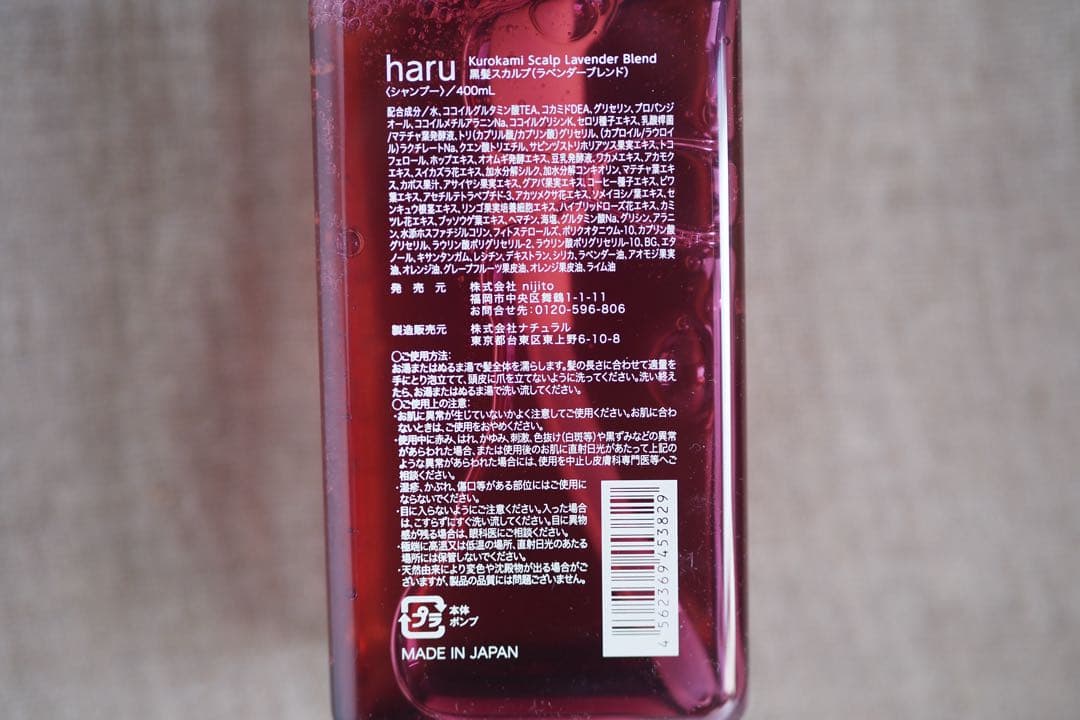 haru Kurokami Scalp Lavender Blend
黒髪スカルプ(ラベンダーブレンド)
〈シャンプー〉/400mL
配合成分/水、ココイルグルタミン酸TEA、コカミドDEA、グリセリン、プロパンジ
オール、ココイルメチルアラニンNa、ココイルグリシンK、セロリ種子エキス、乳酸桿菌
/マテチャ葉発酵液、トリ(カプリル酸/カプリン酸)グリセリル、(カプロイル/ラウロイ
ル)ラクチレートNa、クエン酸トリエチル、サピンヅストリホリアツス果実エキス、トコ
フェロール、ホップエキス、オオムギ発酵エキス、豆乳発酵液、ワカメエキス、アカモク
エキス、スイカズラ花エキス、加水分解シルク、加水分解コンキオリン、マテチャ葉エキ
ス、カボス果汁、アサイヤシ果実エキス、グアバ果実エキス、コーヒー種子エキス、ビワ
葉エキス、アセチルテトラペプチド-3、アカツメクサ花エキス、ソメイヨシノ葉エキス、セ
ンキュウ根茎エキス、リンゴ果実培養細胞エキス、ハイブリッドローズ花エキス、カミ
ツレ花エキス、ブッソウゲ葉エキス、ヘマチン、海塩、グルタミン酸Na、グリシン、アラニ
ン、水添ホスファチジルコリン、フィトステロールズ、ポリクオタニウム-10、カプリン酸
グリセリル、ラウリン酸ポリグリセリル-2、ラウリン酸ポリグリセリル-10、BG、エタ
ノール、キサンタンガム、レシチン、デキストラン、シリカ、ラベンダー油、アオモジ果実
油、オレンジ油、グレープフルーツ果皮油、オレンジ果皮油、ライム油
発 売 元 株式会社 nijito
福岡市中央区舞鶴1-1-11
お問合せ先:0120-596-806
製造販売元 株式会社ナチュラル
東京都台東区東上野6-10-8
〇ご使用方法:
お湯またはぬるま湯で髪全体を濡らします。髪の長さに合わせて適量を
手にとり泡立てて、頭皮に爪を立てないように洗ってください。洗い終え
たら、お湯またはぬるま湯で洗い流してください。
〇ご使用上の注意:
・お肌に異常が生じていないかよく注意してご使用ください。お肌に合わ
ないときは、ご使用をおやめください。
・使用中に赤み、はれ、かゆみ、刺激、色抜け(白斑等)や黒ずみなどの異常
があらわれた場合、または使用後のお肌に直射日光があたって上記の
ような異常があらわれた場合には、使用を中止し皮膚科専門医等へご
相談ください。
・湿疹、かぶれ、傷口等がある部位にはご使用に
ならないでください。
・目に入らないようにご注意ください。入った場合
は、こすらずにすぐ洗い流してください。目に異物
感が残る場合は、眼科医にご相談ください。
・極端に高温又は低温の場所、直射日光のあたる
場所には保管しないでください。
・天然由来により変色や沈殿物が出る場合がご
ざいますが、製品の品質には問題ございません。
プラ 本体
ポンプ
MADE IN JAPAN
4 562369 453829